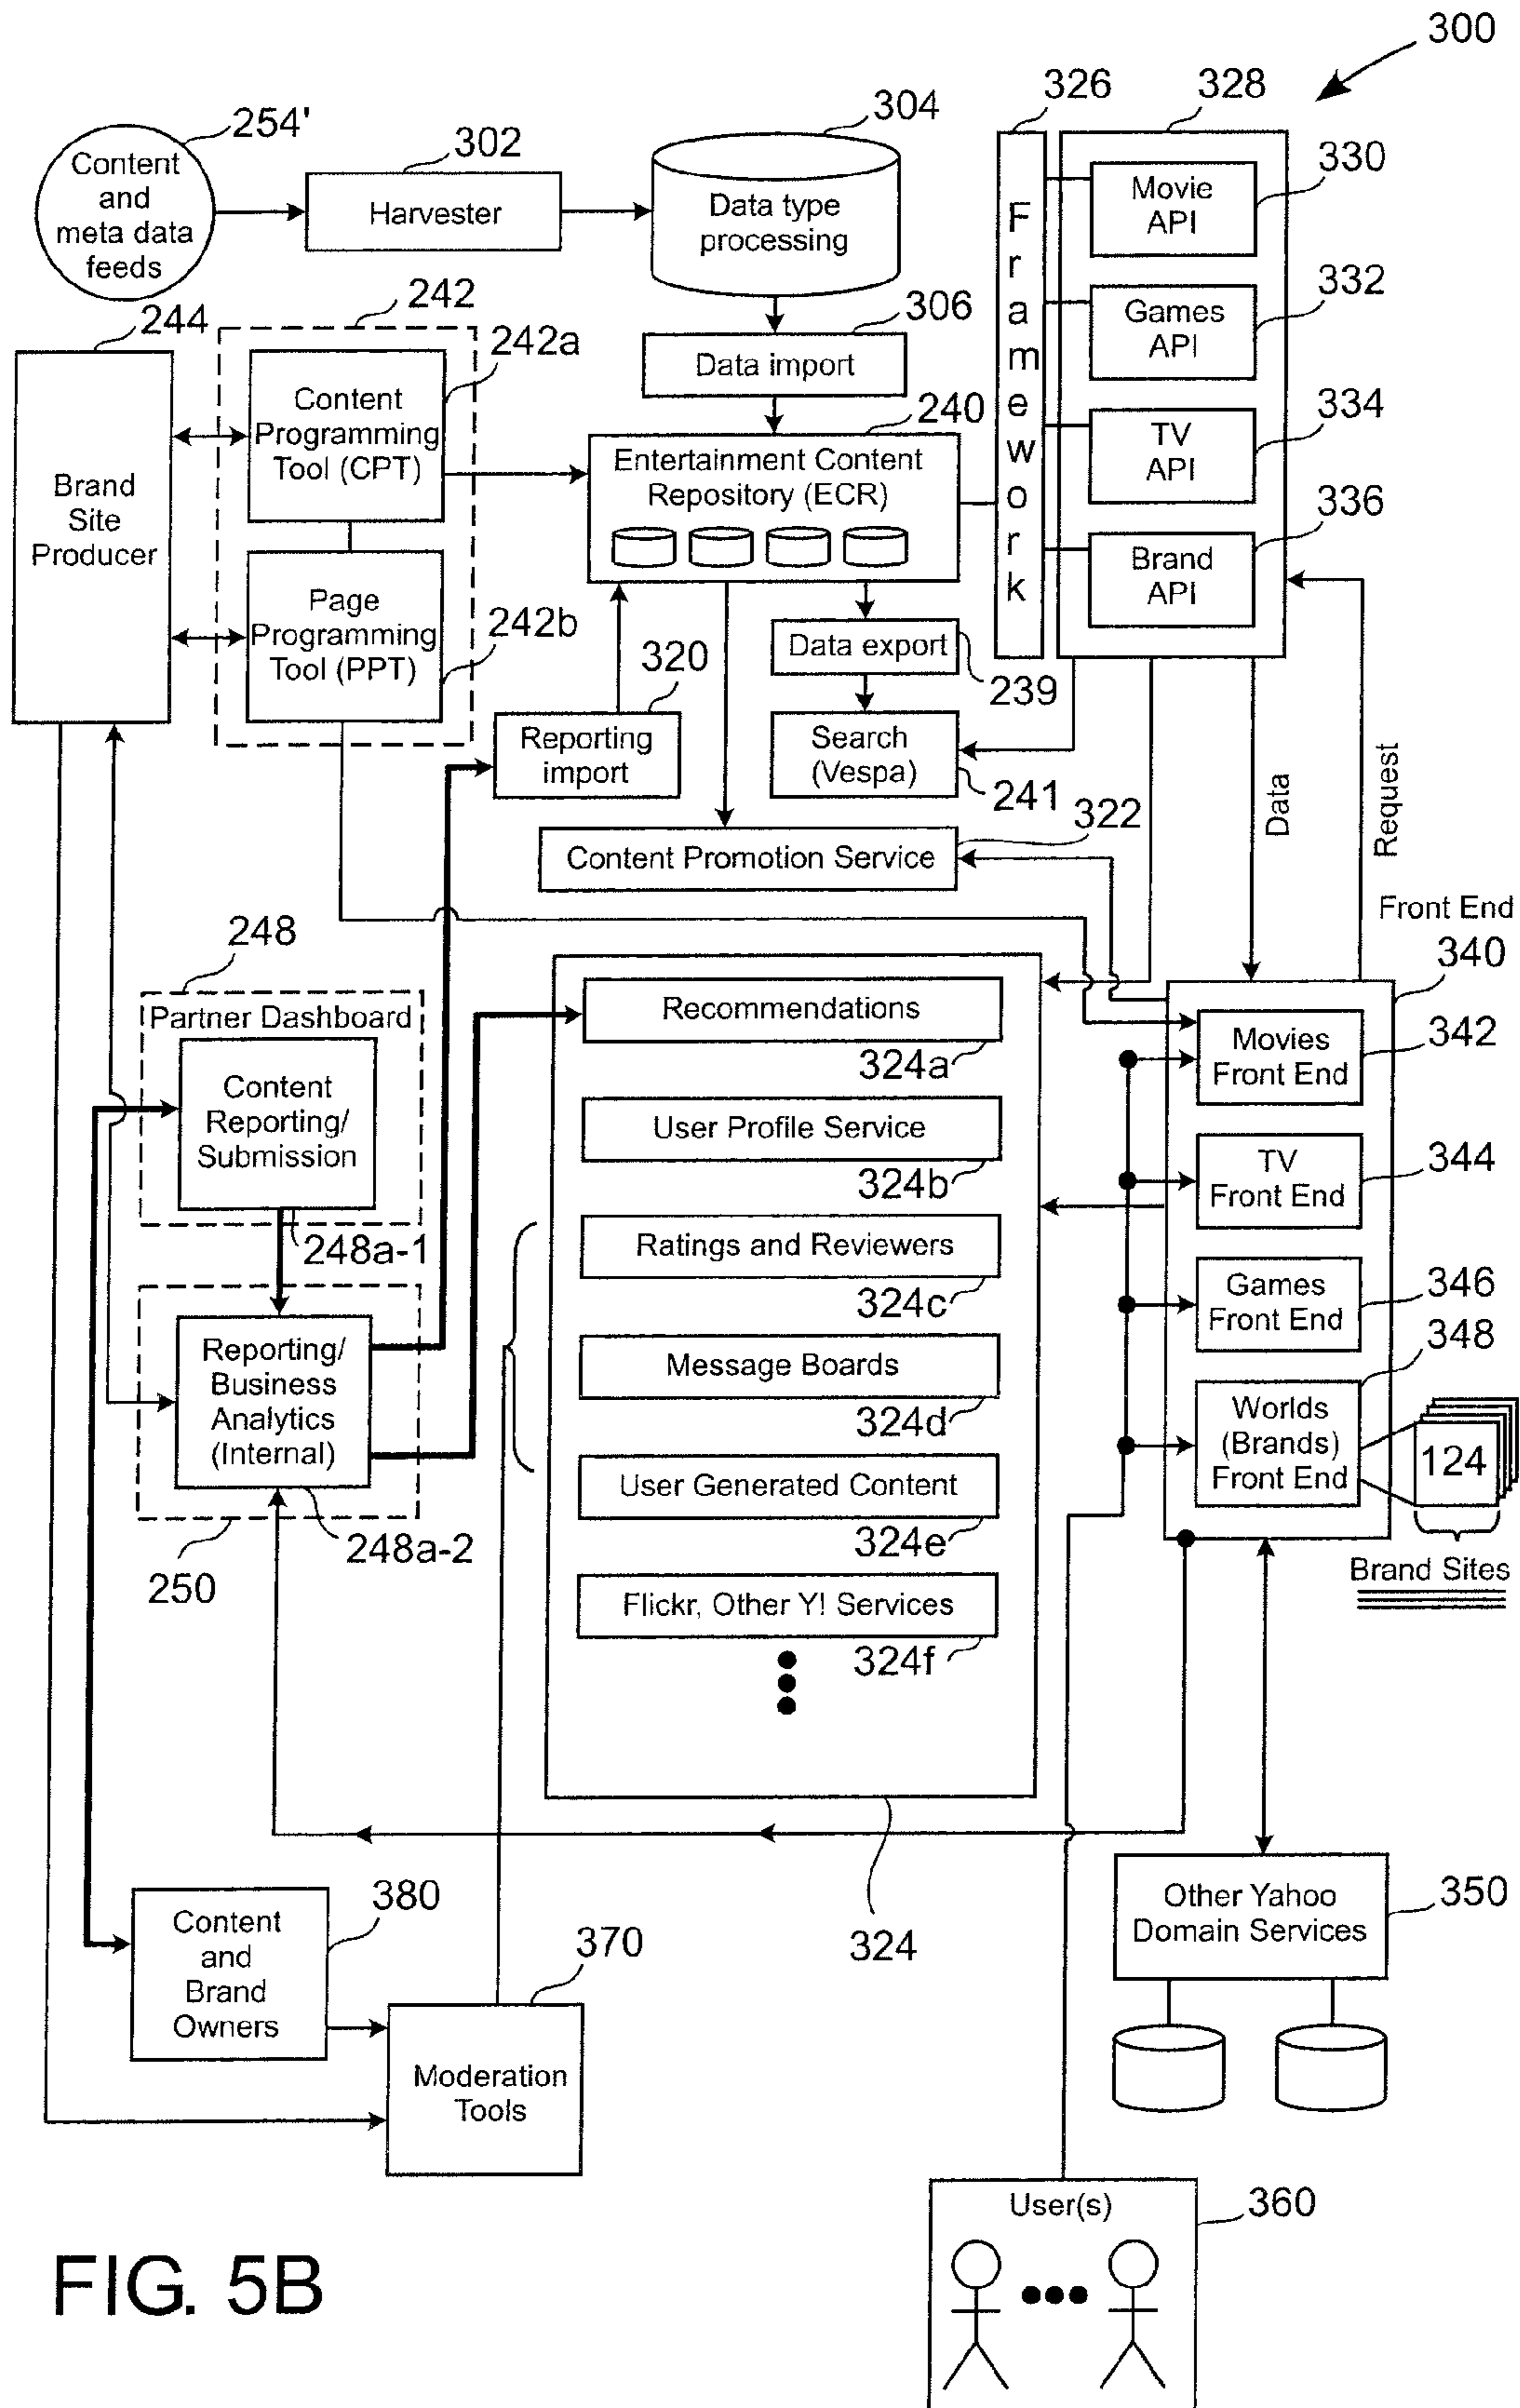 300
326
328
304
254'
302
330
Content
and
meta data
feeds
Harvester
Data type
processing
Movie
API
332
Games
API
306
Data import
334
TV
API
336
Brand
API
Framework
244
242
242a
Content
Programming
Tool (CPT)
Brand
Site
Producer
Page
Programming
Tool (PPT)
242b
240
Entertainment Content
Repository (ECR)
320
Reporting
import
Data export
239
Search
(Vespa)
241
322
Content Promotion Service
Data
Request
Front End
340
248
Partner Dashboard
Content
Reporting/
Submission
248a-1
Reporting/
Business
Analytics
(Internal)
248a-2
250
Recommendations
324a
User Profile Service
324b
Ratings and Reviewers
324c
Message Boards
324d
User Generated Content
324e
Flickr, Other Y! Services
324f
324
Movies
Front End
342
TV
Front End
344
Games
Front End
346
348
Worlds
(Brands)
Front End
124
Brand Sites
380
Content
and
Brand
Owners
370
Moderation
Tools
Other Yahoo
Domain Services
350
User(s)
360
FIG. 5B